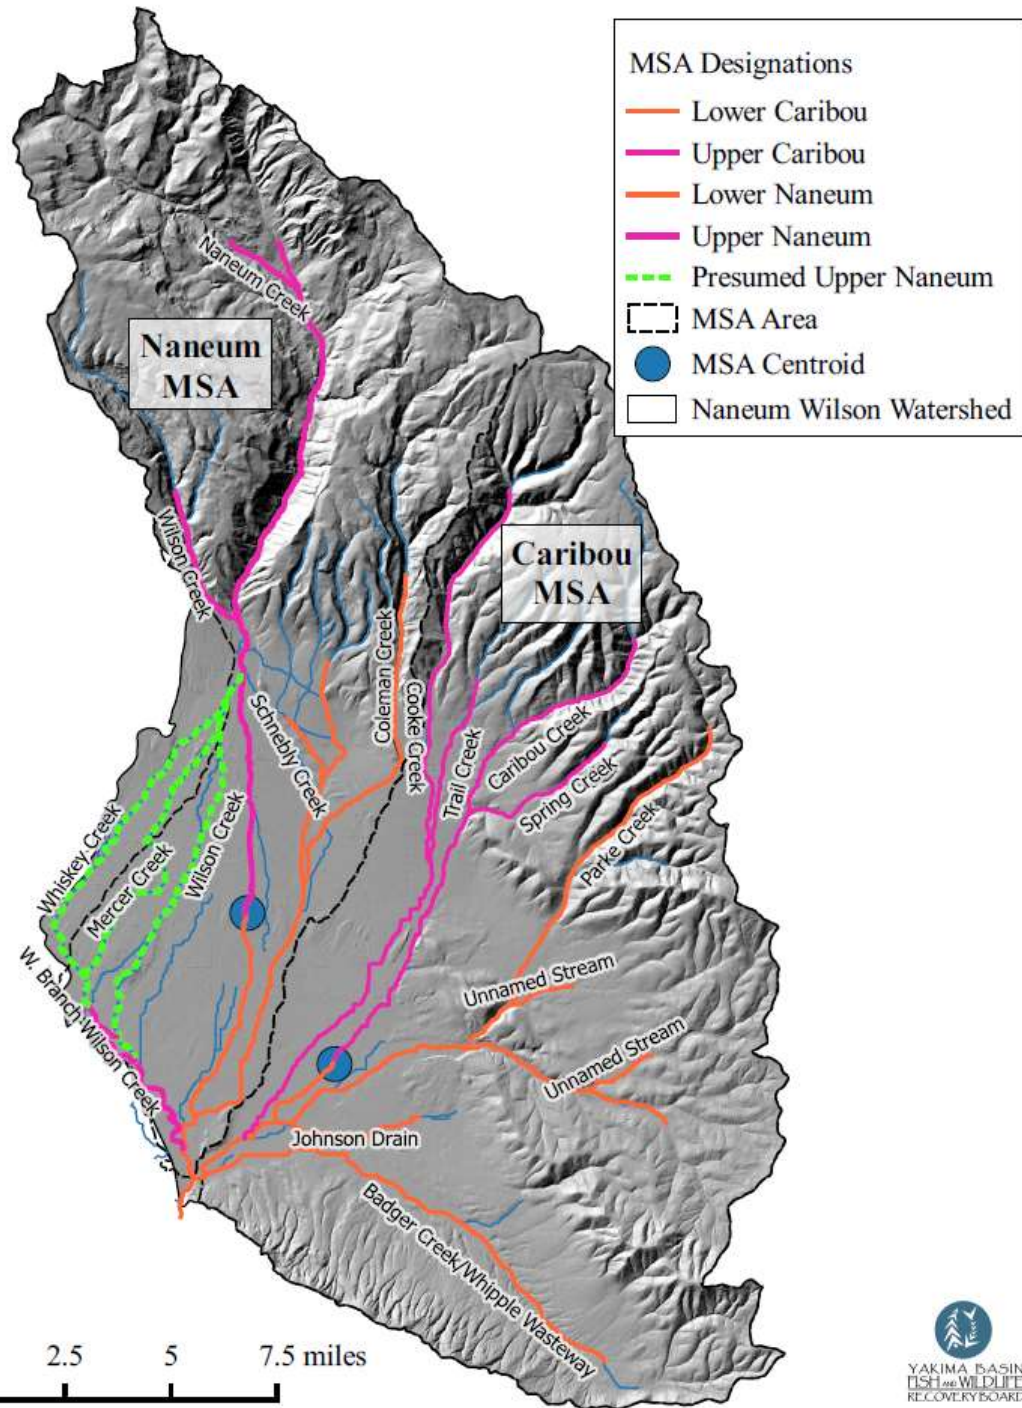 MSA Designations
Lower Caribou
Upper Caribou
Lower Naneum
Upper Naneum
Presumed Upper Naneum
MSA Area
MSA Centroid
Naneum Wilson Watershed
Naneum Creek
Naneum
MSA
Wilson Creek
Caribou
MSA
Coleman Creek
Cooke Creek
Schnebly Creek
Trail Creek
Caribou Creek
Spring Creek
Parke Creek
Whiskey Creek
Mercer Creek
Wilson Creek
W. Branch Wilson Creek
Unnamed Stream
Unnamed Stream
Johnson Drain
Badger Creek/Whipple Wasteway
2.5 5 7.5 miles
YAKIMA BASIN
FISH AND WILDLIFE
RECOVERY BOARD